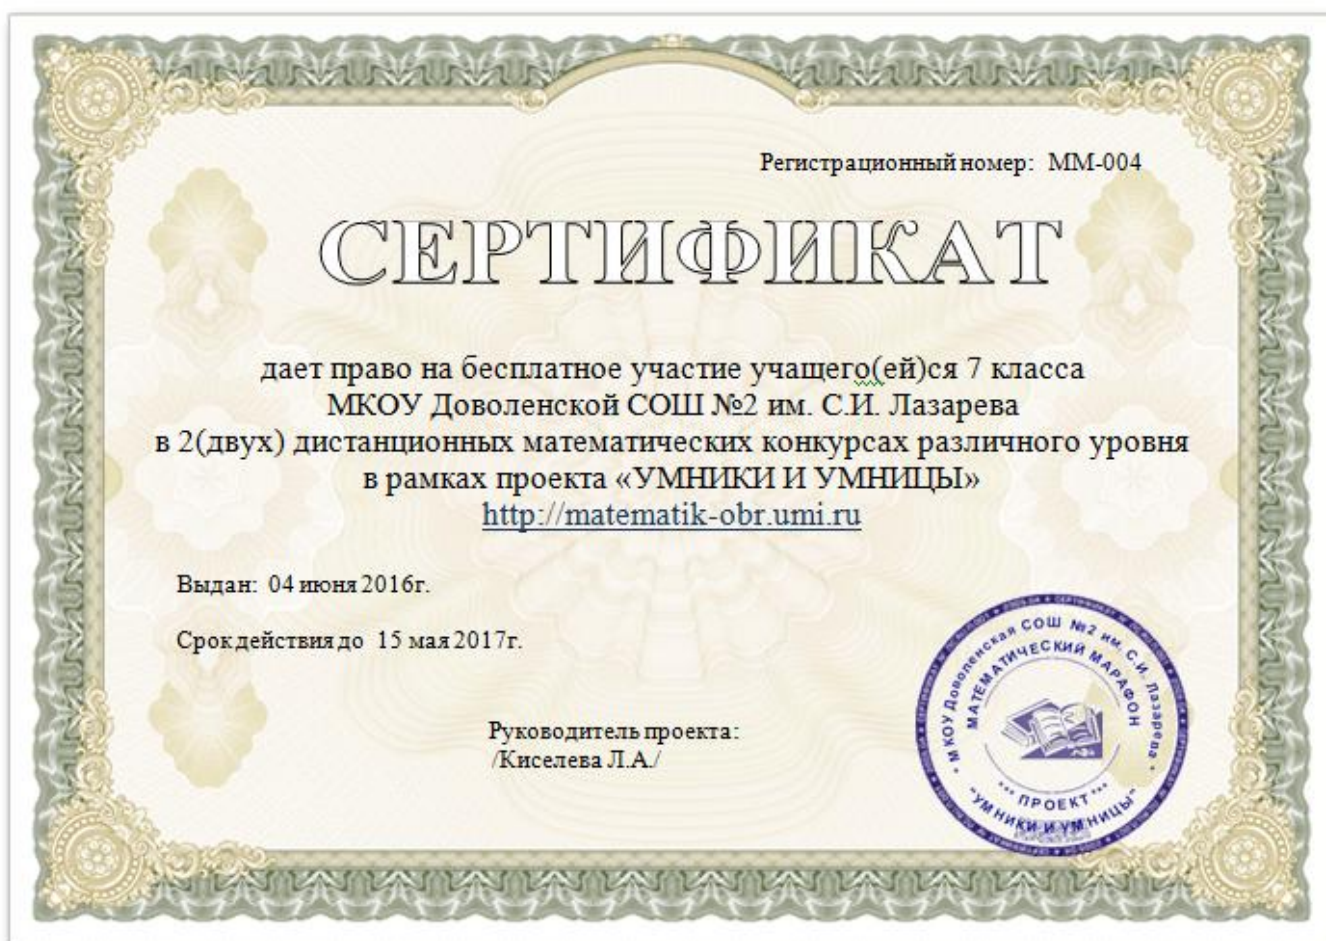 Регистрационный номер: ММ-004
СЕРТИФИКАТ
дает право на бесплатное участие учащего(ей)ся 7 класса
МКОУ Доволенской СОШ №2 им. С.И. Лазарева
в 2(двух) дистанционных математических конкурсах различного уровня
в рамках проекта «УМНИКИ И УМНИЦЫ»
http://matematik-obr.umi.ru
Выдан: 04 июня 2016г.
Срок действия до 15 мая 2017г.
Руководитель проекта:
/Киселева Л.А./
* МКОУ Доволенская СОШ №2 им. С.И. Лазарева *
МАТЕМАТИЧЕСКИЙ МАРАФОН
*** ПРОЕКТ ***
"УМНИКИ И УМНИЦЫ"